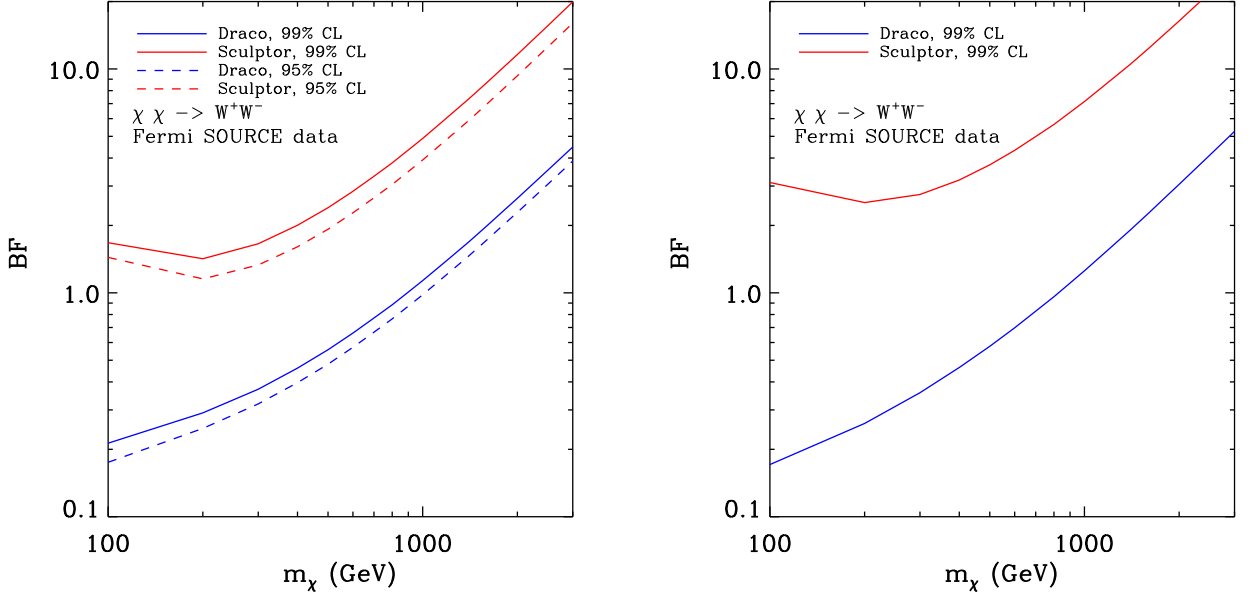 Draco, 99% CL
Sculptor, 99% CL
Draco, 95% CL
Sculptor, 95% CL
χ χ −> W⁺W⁻
Fermi SOURCE data
10.0
1.0
0.1
BF
100
1000
m_χ (GeV)
Draco, 99% CL
Sculptor, 99% CL
χ χ −> W⁺W⁻
Fermi SOURCE data
10.0
1.0
0.1
BF
100
1000
m_χ (GeV)